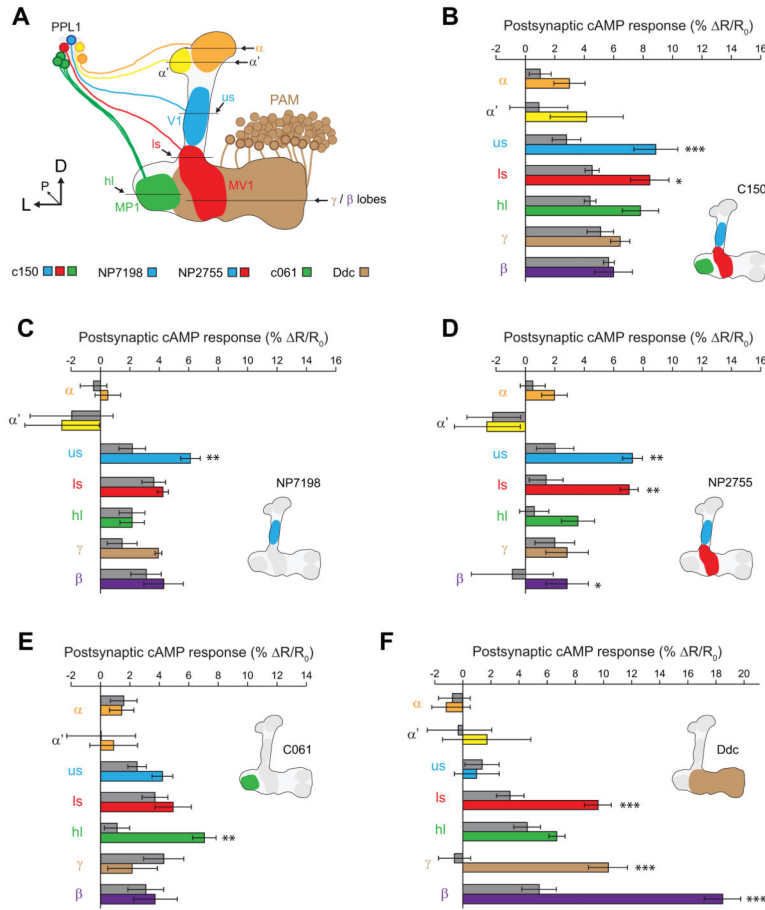 A
PPL1
α
α'
α'
us
V1
PAM
ls
hl
MV1
MP1
γ / β lobes
D
P
L
c150 NP7198 NP2755 c061 Ddc
B
Postsynaptic cAMP response (% ΔR/R0)
-2 0 2 4 6 8 10 12 14 16
α
α'
us ***
ls *
hl
γ
β
C150
C
Postsynaptic cAMP response (% ΔR/R0)
-2 0 2 4 6 8 10 12 14 16
α
α'
us **
ls
hl
γ
β
NP7198
D
Postsynaptic cAMP response (% ΔR/R0)
-2 0 2 4 6 8 10 12 14 16
α
α'
us **
ls **
hl
γ
β *
NP2755
E
Postsynaptic cAMP response (% ΔR/R0)
-2 0 2 4 6 8 10 12 14
α
α'
us
ls
hl **
γ
β
C061
F
Postsynaptic cAMP response (% ΔR/R0)
-2 0 2 4 6 8 10 12 14 16 18 20
α
α'
us
ls ***
hl
γ ***
β ***
Ddc